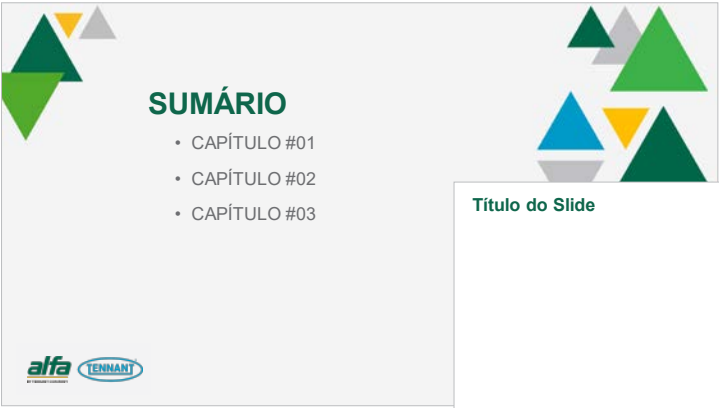 SUMÁRIO
• CAPÍTULO #01
• CAPÍTULO #02
• CAPÍTULO #03
Título do Slide
alfa
TENNANT